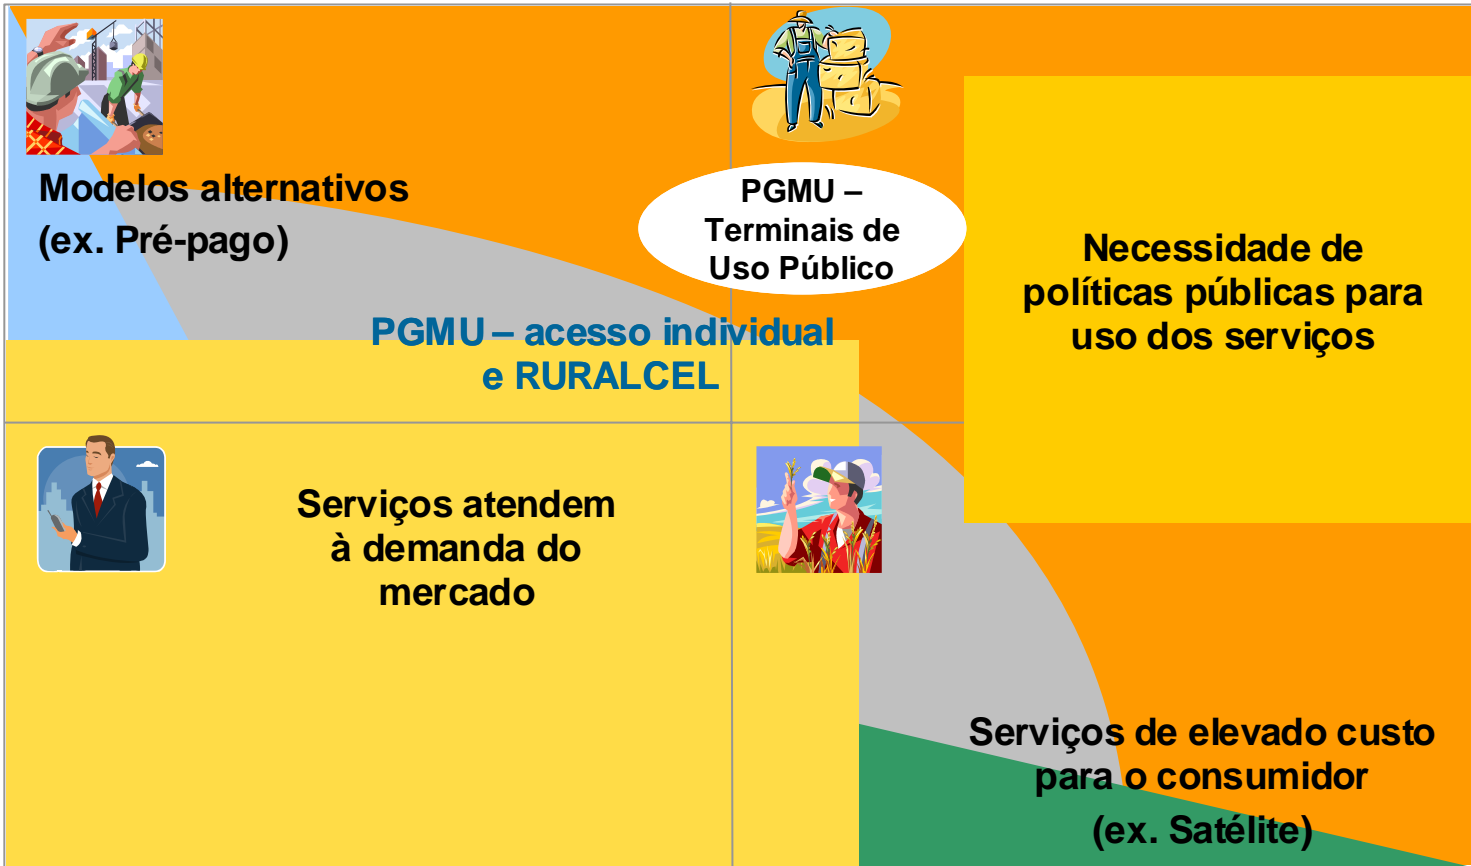 Modelos alternativos
(ex. Pré-pago)
PGMU –
Terminais de
Uso Público
Necessidade de
políticas públicas para
uso dos serviços
PGMU – acesso individual
e RURALCEL
Serviços atendem
à demanda do
mercado
Serviços de elevado custo
para o consumidor
(ex. Satélite)